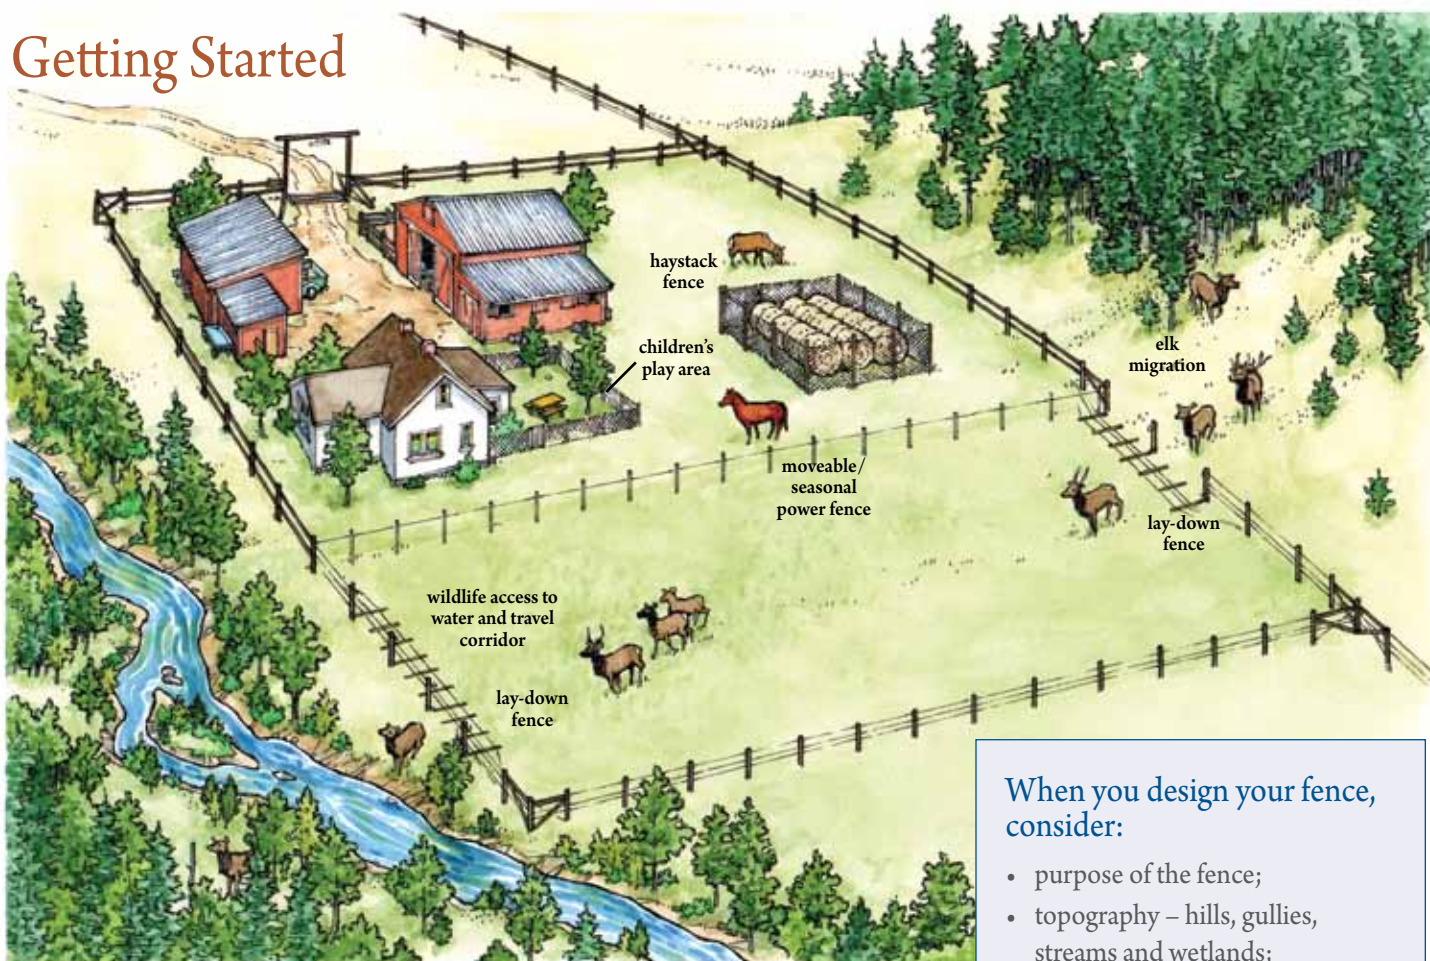 Getting Started
haystack
fence
children's
play area
elk
migration
moveable/
seasonal
power fence
lay-down
fence
wildlife access to
water and travel
corridor
lay-down
fence
When you design your fence,
consider:
• purpose of the fence;
• topography – hills, gullies,
streams and wetlands;